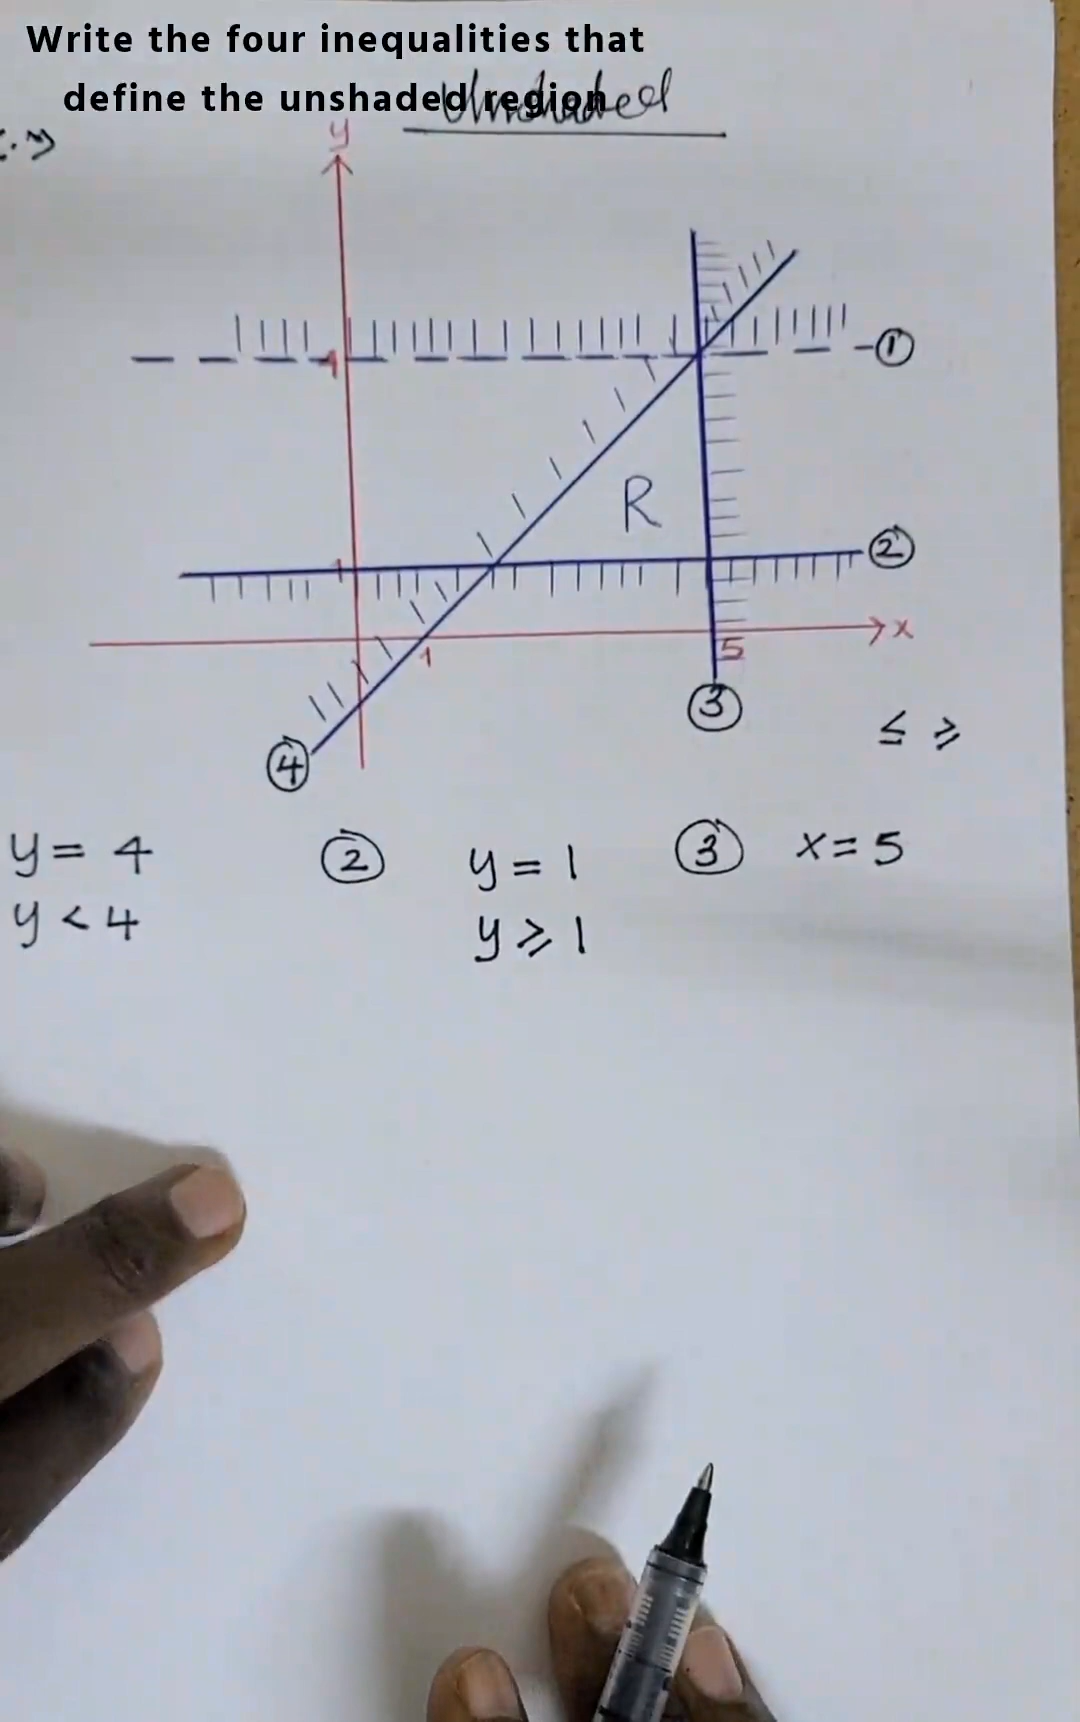 Write the four inequalities that
define the unshaded region
Unshaded
y
4
-①
R
1
②
x
1
5
③
≤ ≥
④
y = 4
② y = 1
③ x = 5
y < 4
y ≥ 1